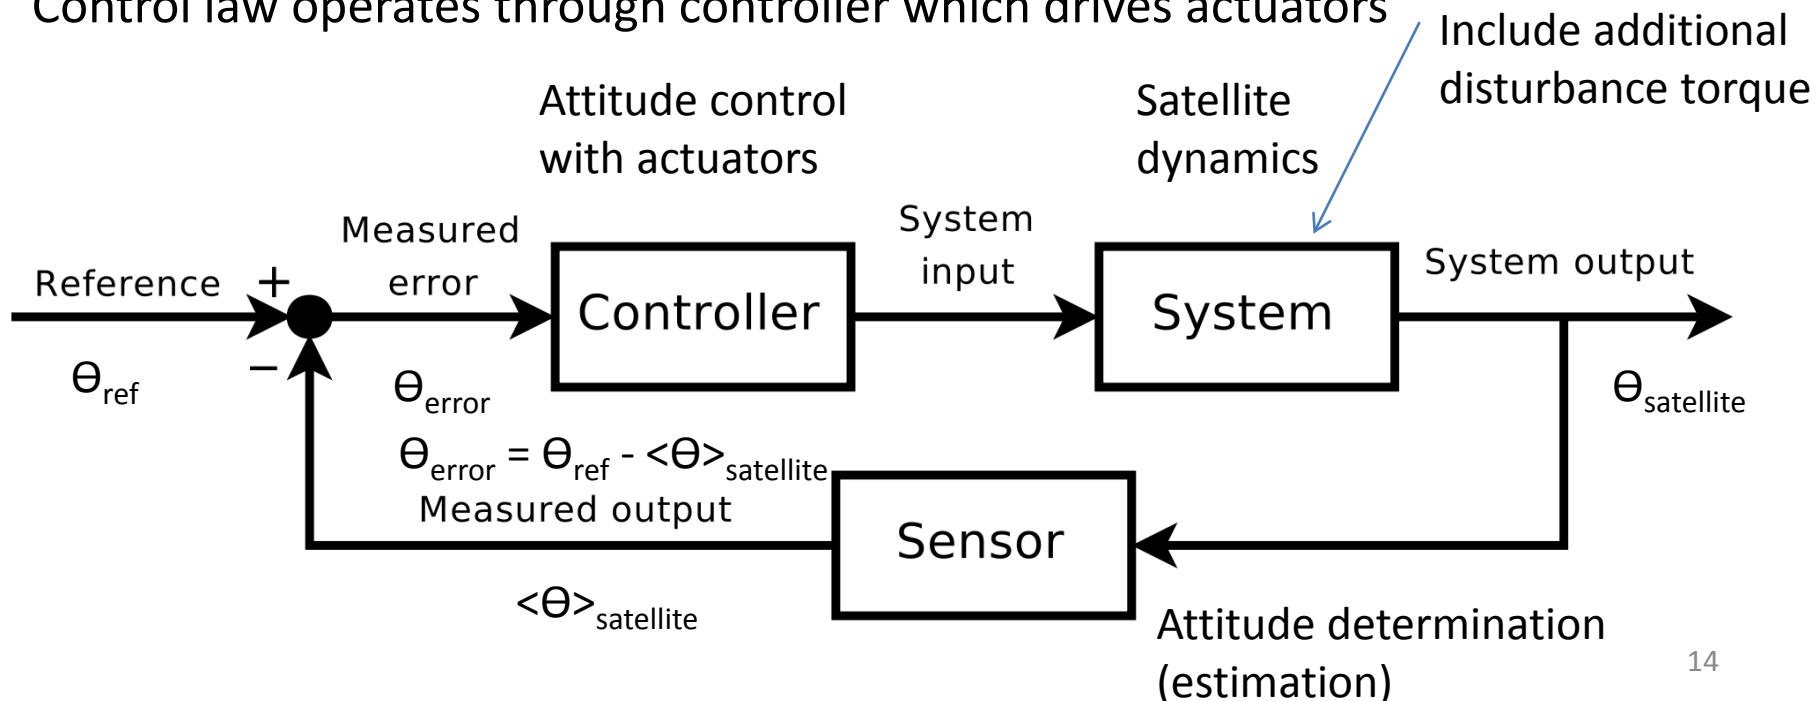 Control law operates through controller which drives actuators
Include additional
disturbance torque
Attitude control
with actuators
Satellite
dynamics
Reference
+
Measured
error
Controller
System
input
System
System output
−
ϴref
ϴerror
ϴerror = ϴref - <ϴ>satellite
ϴsatellite
Measured output
Sensor
<ϴ>satellite
Attitude determination
(estimation)
14